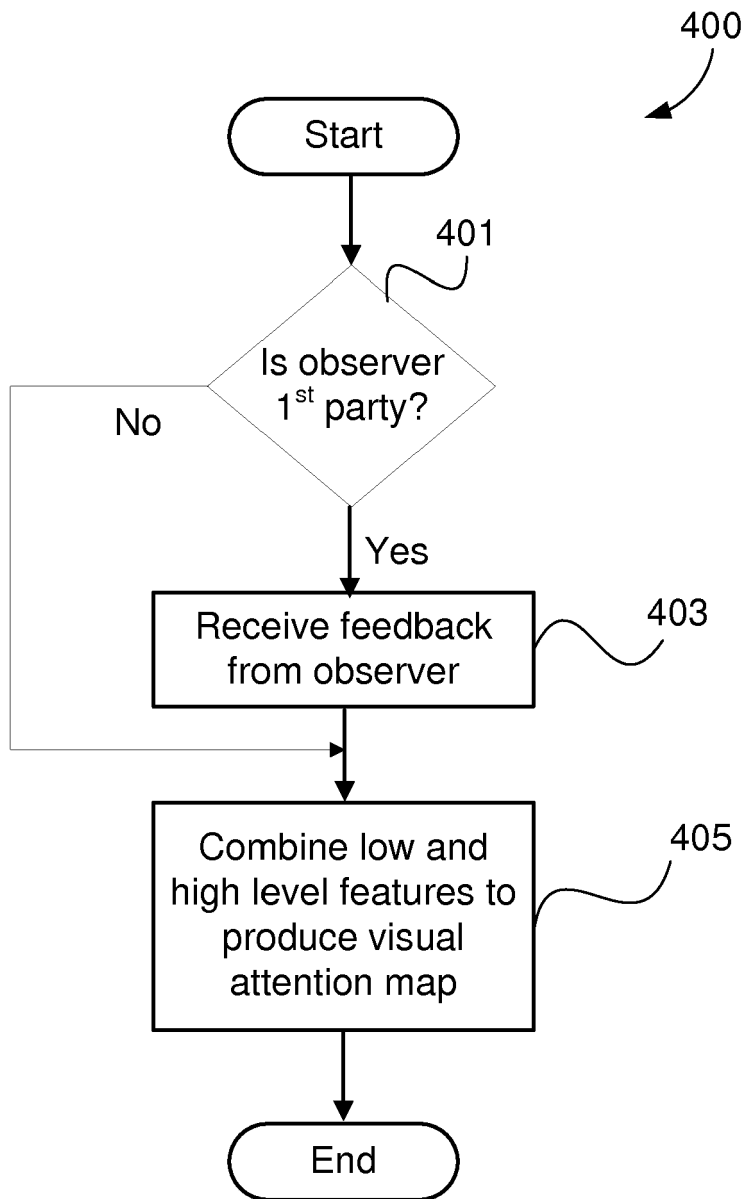 400
Start
401
Is observer
1st party?
No
Yes
Receive feedback
from observer
403
Combine low and
high level features to
produce visual
attention map
405
End